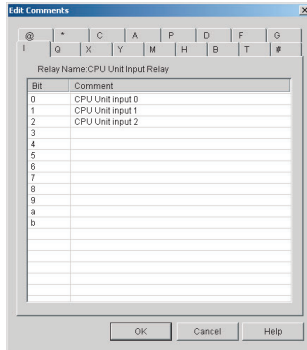 Edit Comments
@ * C A P D F G
I Q X Y M H B T #
Relay Name:CPU Unit Input Relay
Bit Comment
0 CPU Unit input 0
1 CPU Unit input 1
2 CPU Unit input 2
3
4
5
6
7
8
9
a
b
OK Cancel Help